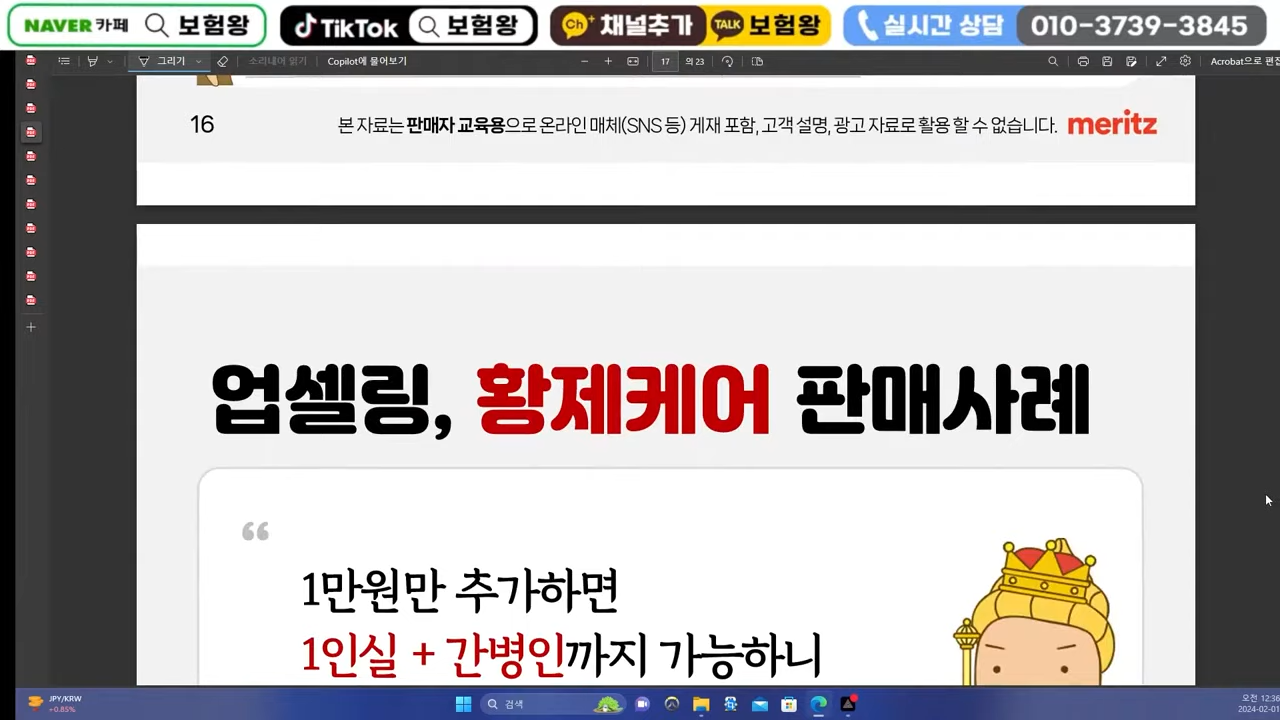 NAVER 카페 보험왕 TikTok 보험왕 Ch+ 채널추가 TALK 보험왕 실시간 상담 010-3739-3845
그리기 소리내어 읽기 Copilot에 물어보기 17 의 23 Acrobat으로 편집
16 본 자료는 판매자 교육용으로 온라인 매체(SNS 등) 게재 포함, 고객 설명, 광고 자료로 활용 할 수 없습니다. meritz
업셀링, 황제케어 판매사례
“
1만원만 추가하면
1인실 + 간병인까지 가능하니
JPY/KRW
+0.85%
검색
오전 12:36
2024-02-01